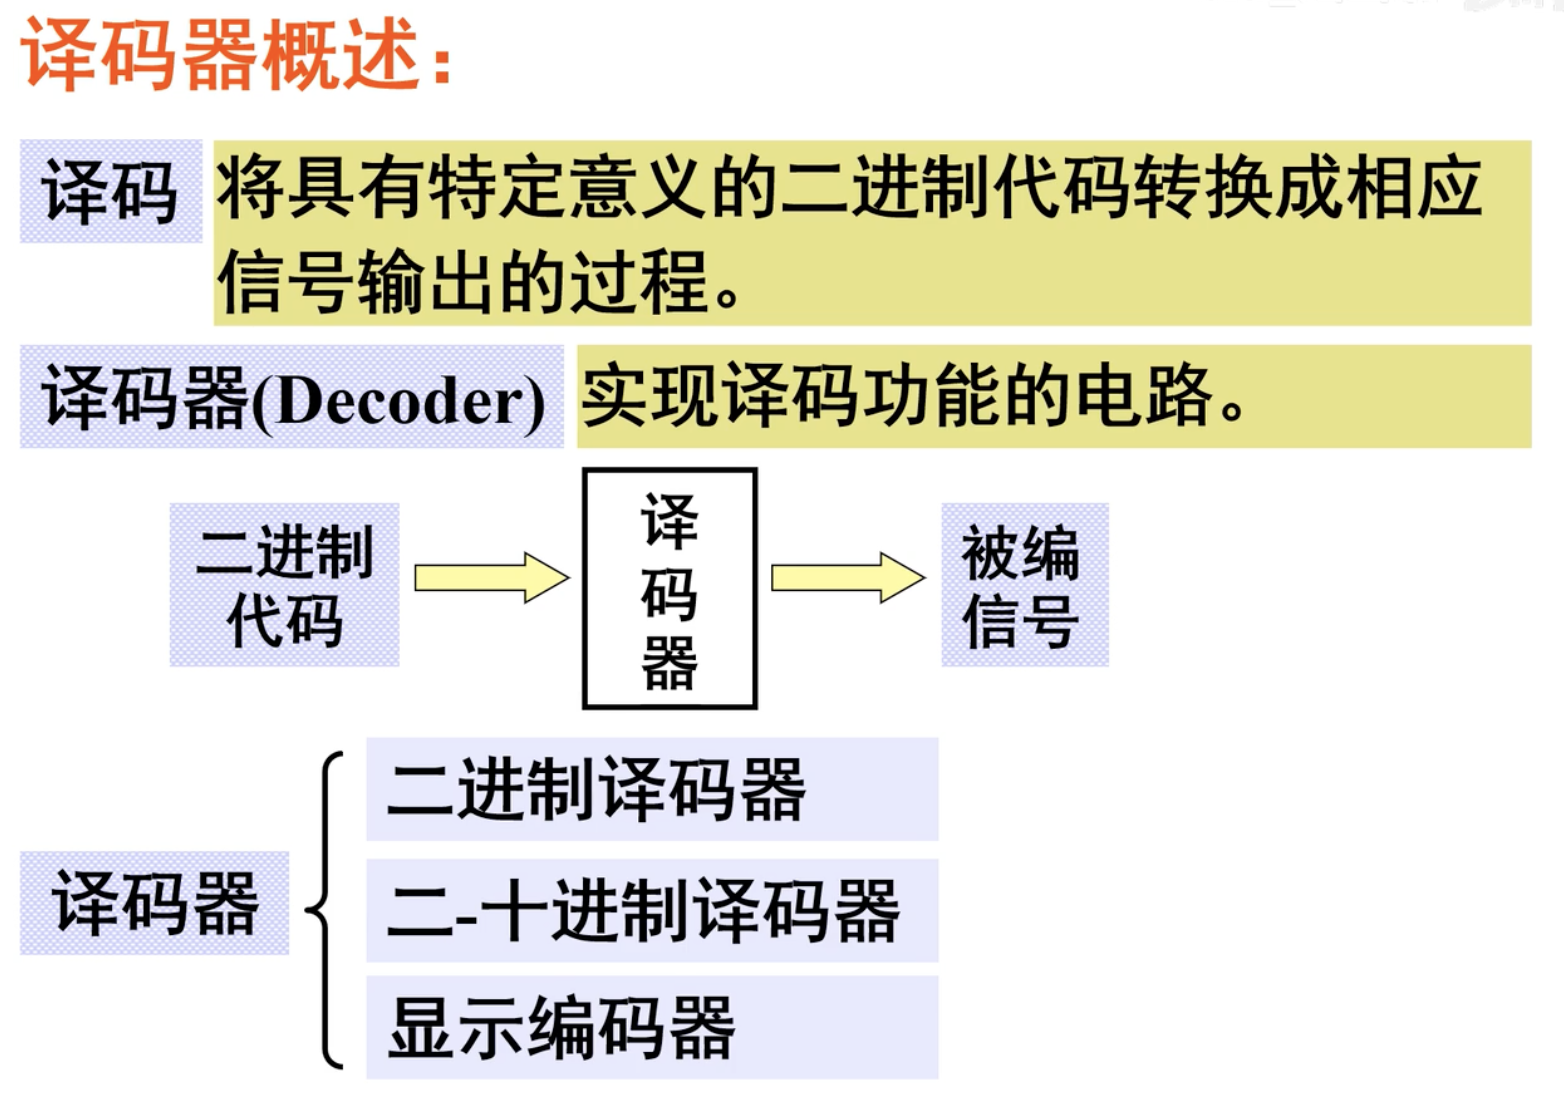 译码器概述：
译码
将具有特定意义的二进制代码转换成相应
信号输出的过程。
译码器(Decoder)
实现译码功能的电路。
二进制
代码
译
码
器
被编
信号
译码器
二进制译码器
二-十进制译码器
显示编码器